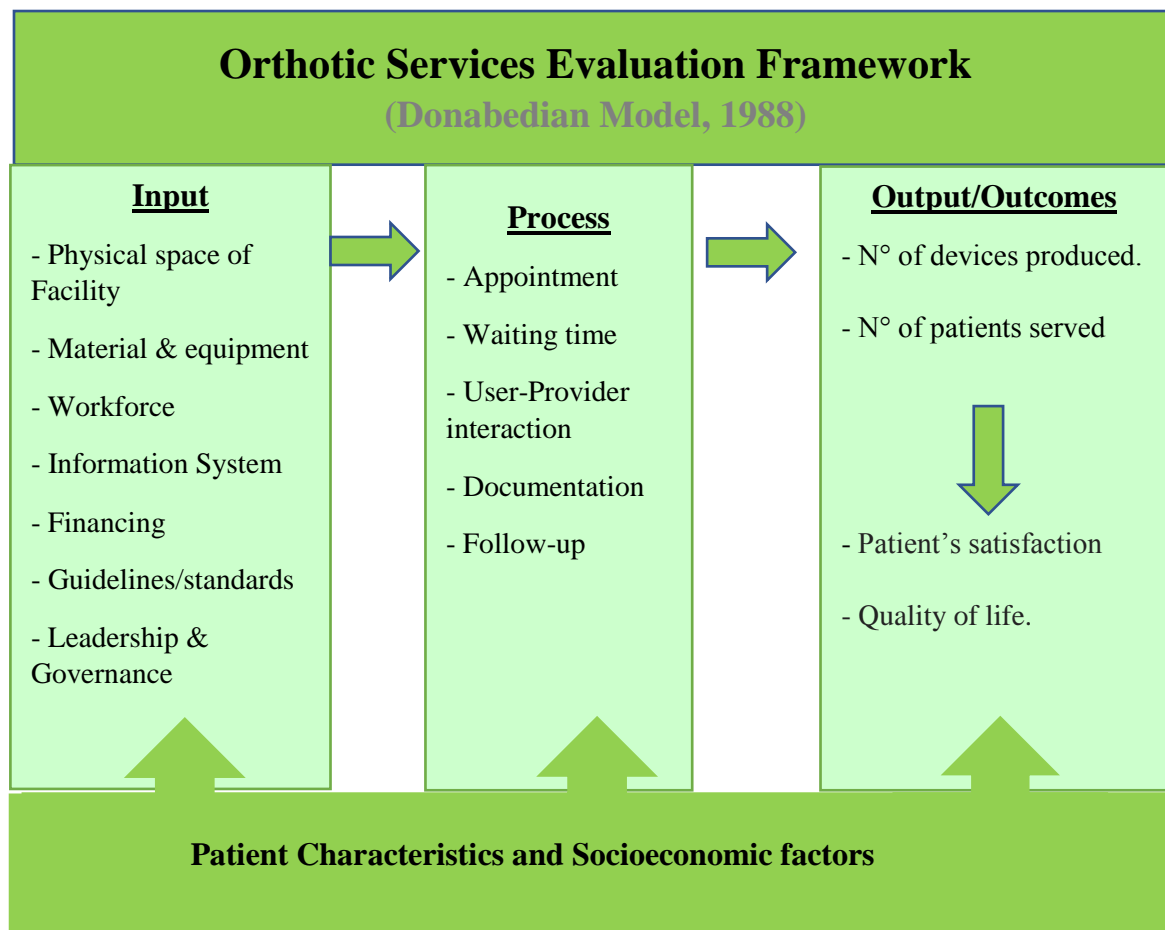 Orthotic Services Evaluation Framework
(Donabedian Model, 1988)
Input
- Physical space of
Facility
- Material & equipment
- Workforce
- Information System
- Financing
- Guidelines/standards
- Leadership &
Governance
Process
- Appointment
- Waiting time
- User-Provider
interaction
- Documentation
- Follow-up
Output/Outcomes
- N° of devices produced.
- N° of patients served
- Patient’s satisfaction
- Quality of life.
Patient Characteristics and Socioeconomic factors